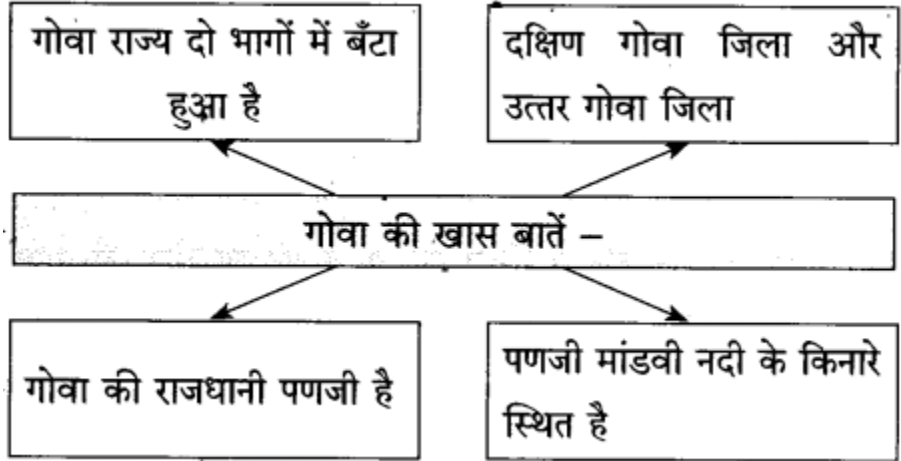 गोवा राज्य दो भागों में बँटा
हुआ है
दक्षिण गोवा जिला और
उत्तर गोवा जिला
गोवा की खास बातें –
गोवा की राजधानी पणजी है
पणजी मांडवी नदी के किनारे
स्थित है